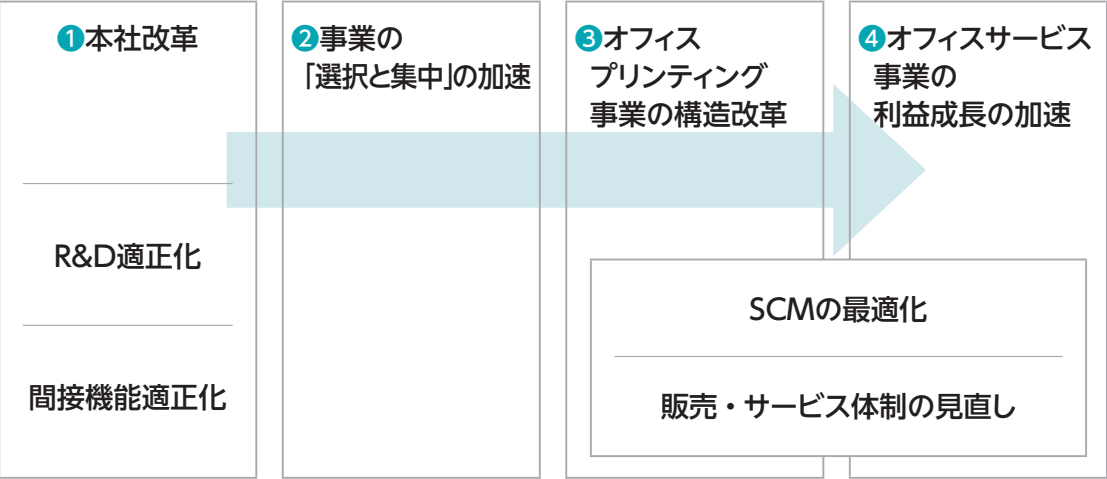 ❶本社改革
R&D適正化
間接機能適正化
❷事業の
「選択と集中」の加速
❸オフィス
プリンティング
事業の構造改革
❹オフィスサービス
事業の
利益成長の加速
SCMの最適化
販売・サービス体制の見直し